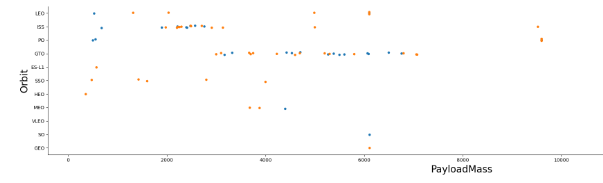 LEO
ISS
PO
GTO
ES-L1
SSO
HEO
MEO
VLEO
SO
GEO
Orbit
0
2000
4000
6000
8000
10000
PayloadMass